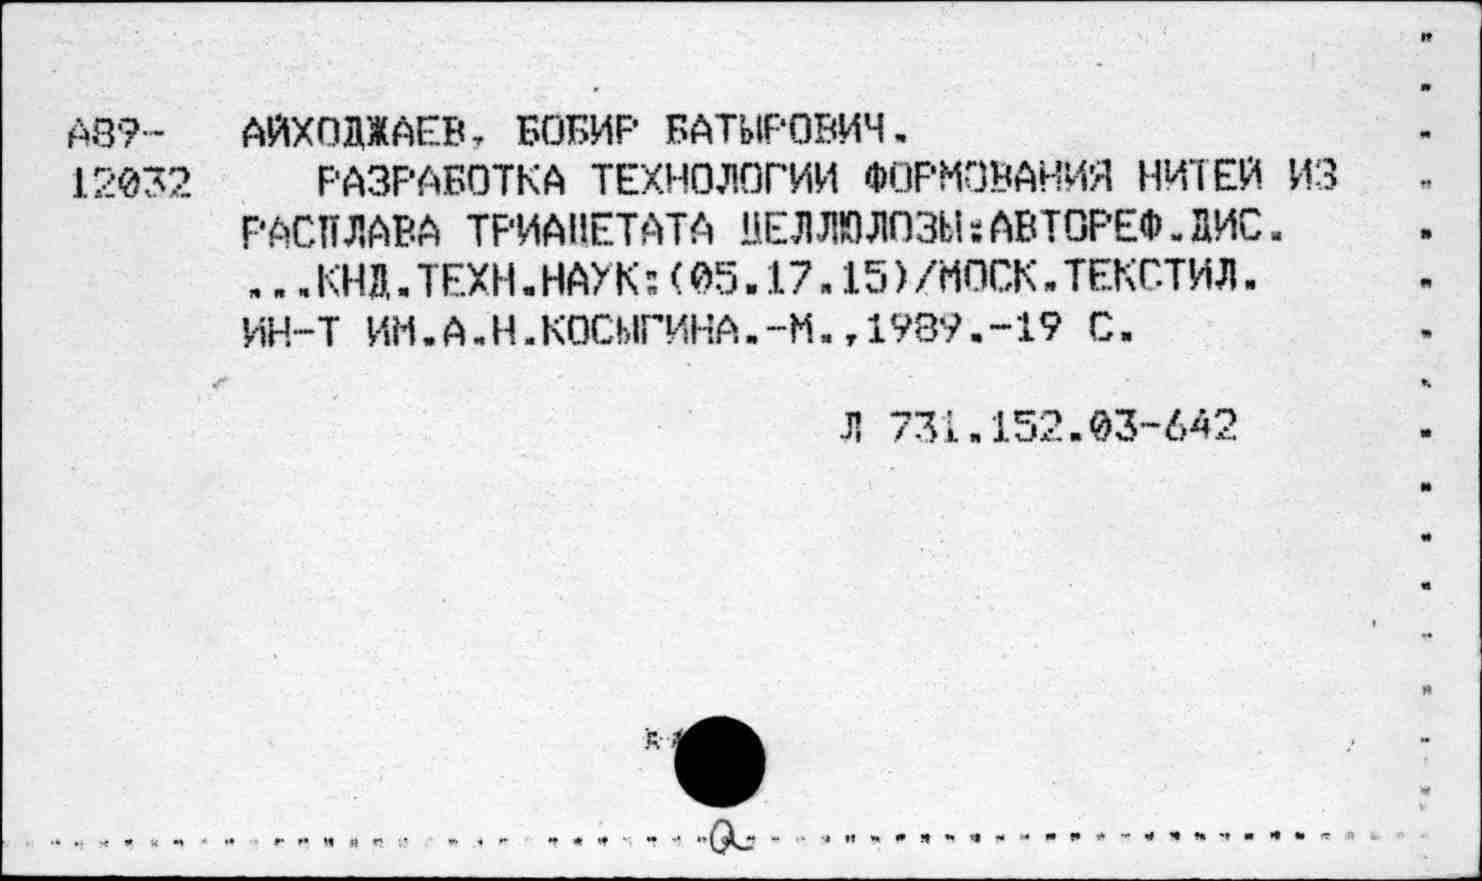 А89-    АЙХОДЖАЕВ, БОБИР БАТЫРОВИЧ.
12032    РАЗРАБОТКА ТЕХНОЛОГИИ ФОРМОВАНИЯ НИТЕЙ ИЗ
РАСПЛАВА ТРИАЦЕТАТА ЦЕЛЛЮЛОЗЫ:АВТОРЕФ.ДИС.
...КНД.ТЕХН.НАУК:(05.17.15)/МОСК.ТЕКСТИЛ.
ИН-Т ИМ.А.Н.КОСЫГИНА.-М.,1989.-19 С.
Л 731.152.03-642